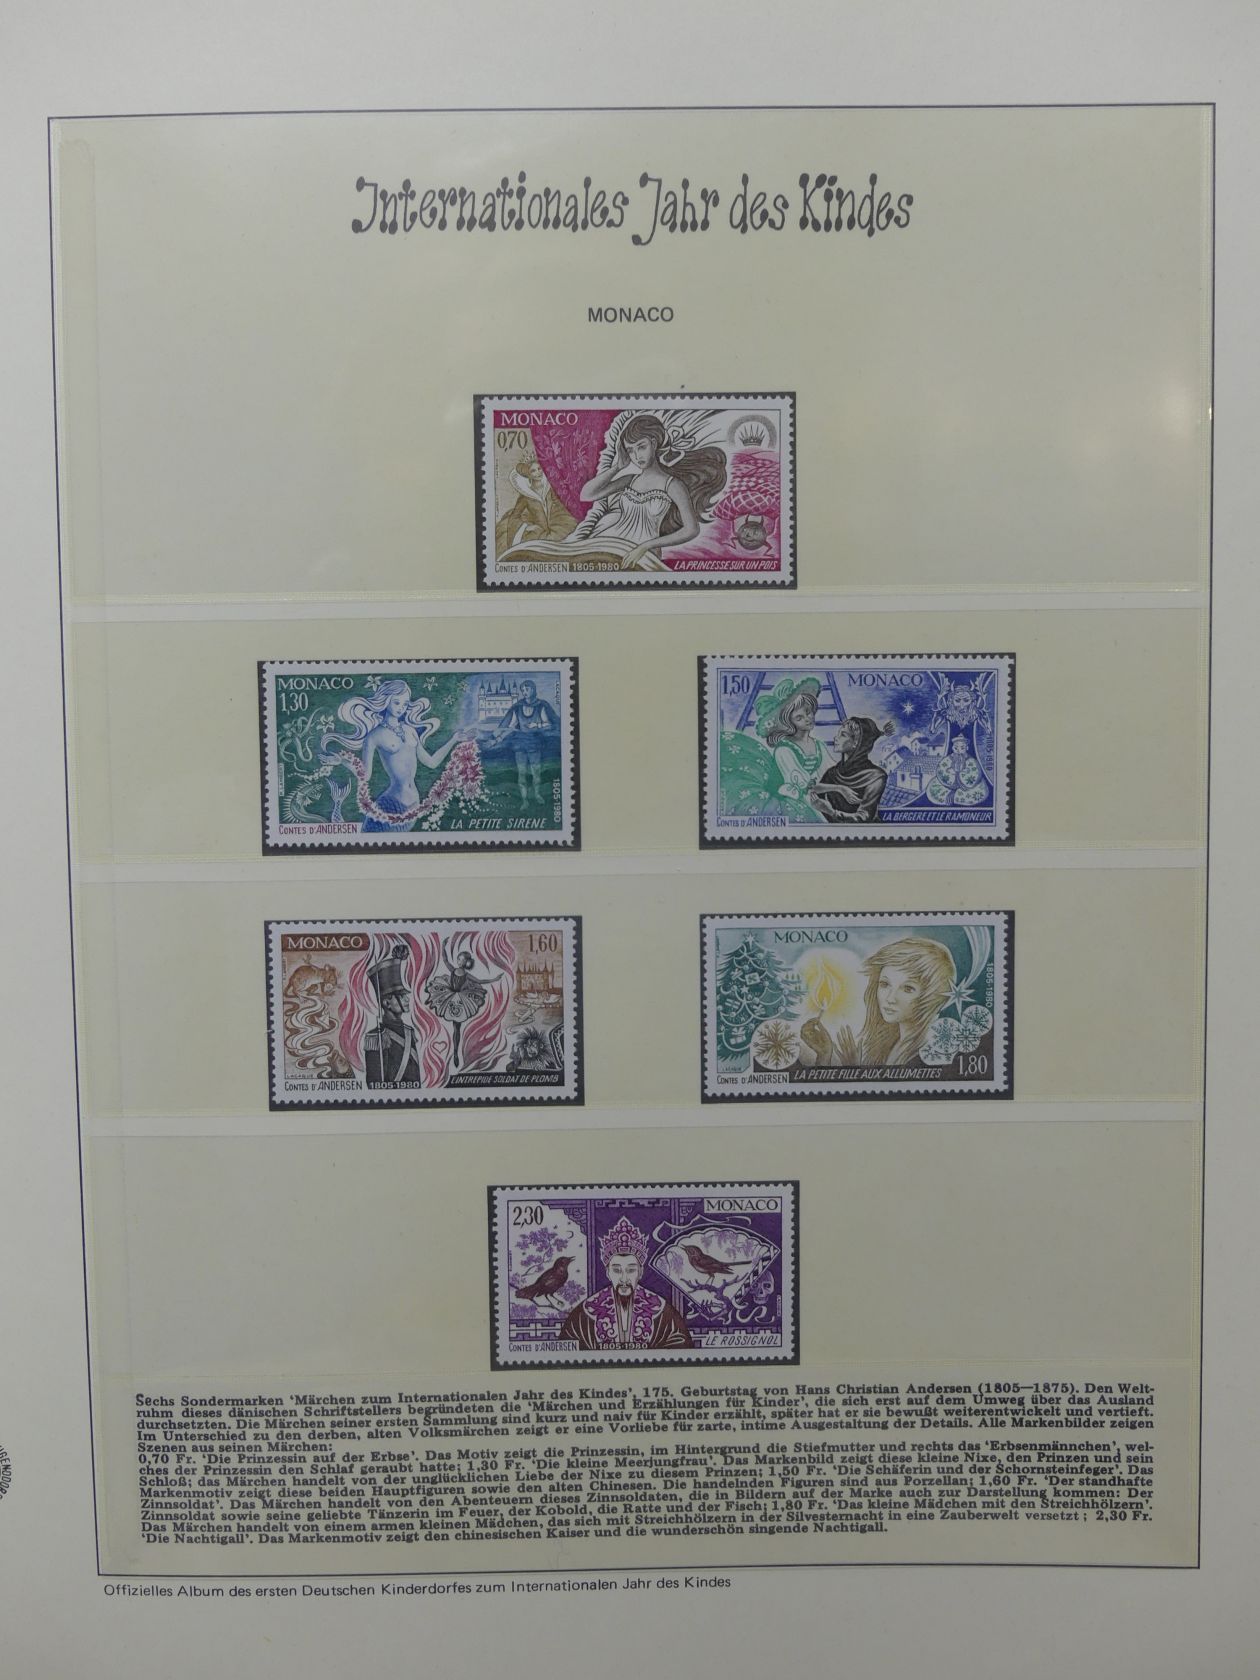 Internationales Jahr des Kindes
MONACO
MONACO
0,70
CONTES D'ANDERSEN 1805-1980 LA PRINCESSE SUR UN POIS
MONACO
1,30
1805-1980
CONTES D'ANDERSEN LA PETITE SIRENE
1,50 MONACO
1805-1980
CONTES D'ANDERSEN LA BERGERE ET LE RAMONEUR
MONACO 1,60
CONTES D'ANDERSEN 1805-1980 L'INTREPIDE SOLDAT DE PLOMB
MONACO
1805-1980
CONTES D'ANDERSEN LA PETITE FILLE AUX ALLUMETTES 1,80
2,30 MONACO
CONTES D'ANDERSEN 1805-1980 LE ROSSIGNOL
Sechs Sondermarken ‘Märchen zum Internationalen Jahr des Kindes’, 175. Geburtstag von Hans Christian Andersen (1805—1875). Den Welt-
ruhm dieses dänischen Schriftstellers begründeten die ‘Märchen und Erzählungen für Kinder’, die sich erst auf dem Umweg über das Ausland
durchsetzten. Die Märchen seiner ersten Sammlung sind kurz und naiv für Kinder erzählt, später hat er sie bewußt weiterentwickelt und vertieft.
Im Unterschied zu den derben, alten Volksmärchen zeigt er eine Vorliebe für zarte, intime Ausgestaltung der Details. Alle Markenbilder zeigen
Szenen aus seinen Märchen:
0,70 Fr. ‘Die Prinzessin auf der Erbse’. Das Motiv zeigt die Prinzessin, im Hintergrund die Stiefmutter und rechts das ‘Erbsenmännchen’, wel-
ches der Prinzessin den Schlaf geraubt hatte; 1,30 Fr. ‘Die kleine Meerjungfrau’. Das Markenbild zeigt diese kleine Nixe, den Prinzen und sein
Schloß; das Märchen handelt von der unglücklichen Liebe der Nixe zu diesem Prinzen; 1,50 Fr. ‘Die Schäferin und der Schornsteinfeger’. Das
Markenmotiv zeigt diese beiden Hauptfiguren sowie den alten Chinesen. Die handelnden Figuren sind aus Porzellan; 1,60 Fr. ‘Der standhafte
Zinnsoldat’. Das Märchen handelt von den Abenteuern dieses Zinnsoldaten, die in Bildern auf der Marke auch zur Darstellung kommen: Der
Zinnsoldat sowie seine geliebte Tänzerin im Feuer, der Kobold, die Ratte und der Fisch; 1,80 Fr. ‘Das kleine Mädchen mit den Streichhölzern’.
Das Märchen handelt von einem armen kleinen Mädchen, das sich mit Streichhölzern in der Silvesternacht in eine Zauberwelt versetzt; 2,30 Fr.
‘Die Nachtigall’. Das Markenmotiv zeigt den chinesischen Kaiser und die wunderschön singende Nachtigall.
Offizielles Album des ersten Deutschen Kinderdorfes zum Internationalen Jahr des Kindes